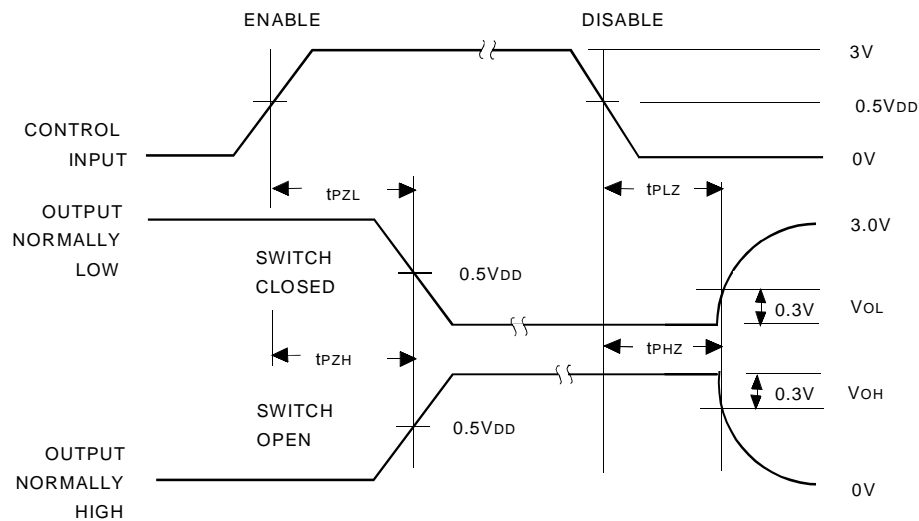 ENABLE
DISABLE
3V
0.5VDD
CONTROL
INPUT
0V
tPZL
tPLZ
OUTPUT
NORMALLY
LOW
3.0V
SWITCH
CLOSED
0.5VDD
0.3V
VOL
tPZH
tPHZ
0.3V
VOH
SWITCH
OPEN
0.5VDD
OUTPUT
NORMALLY
HIGH
0V